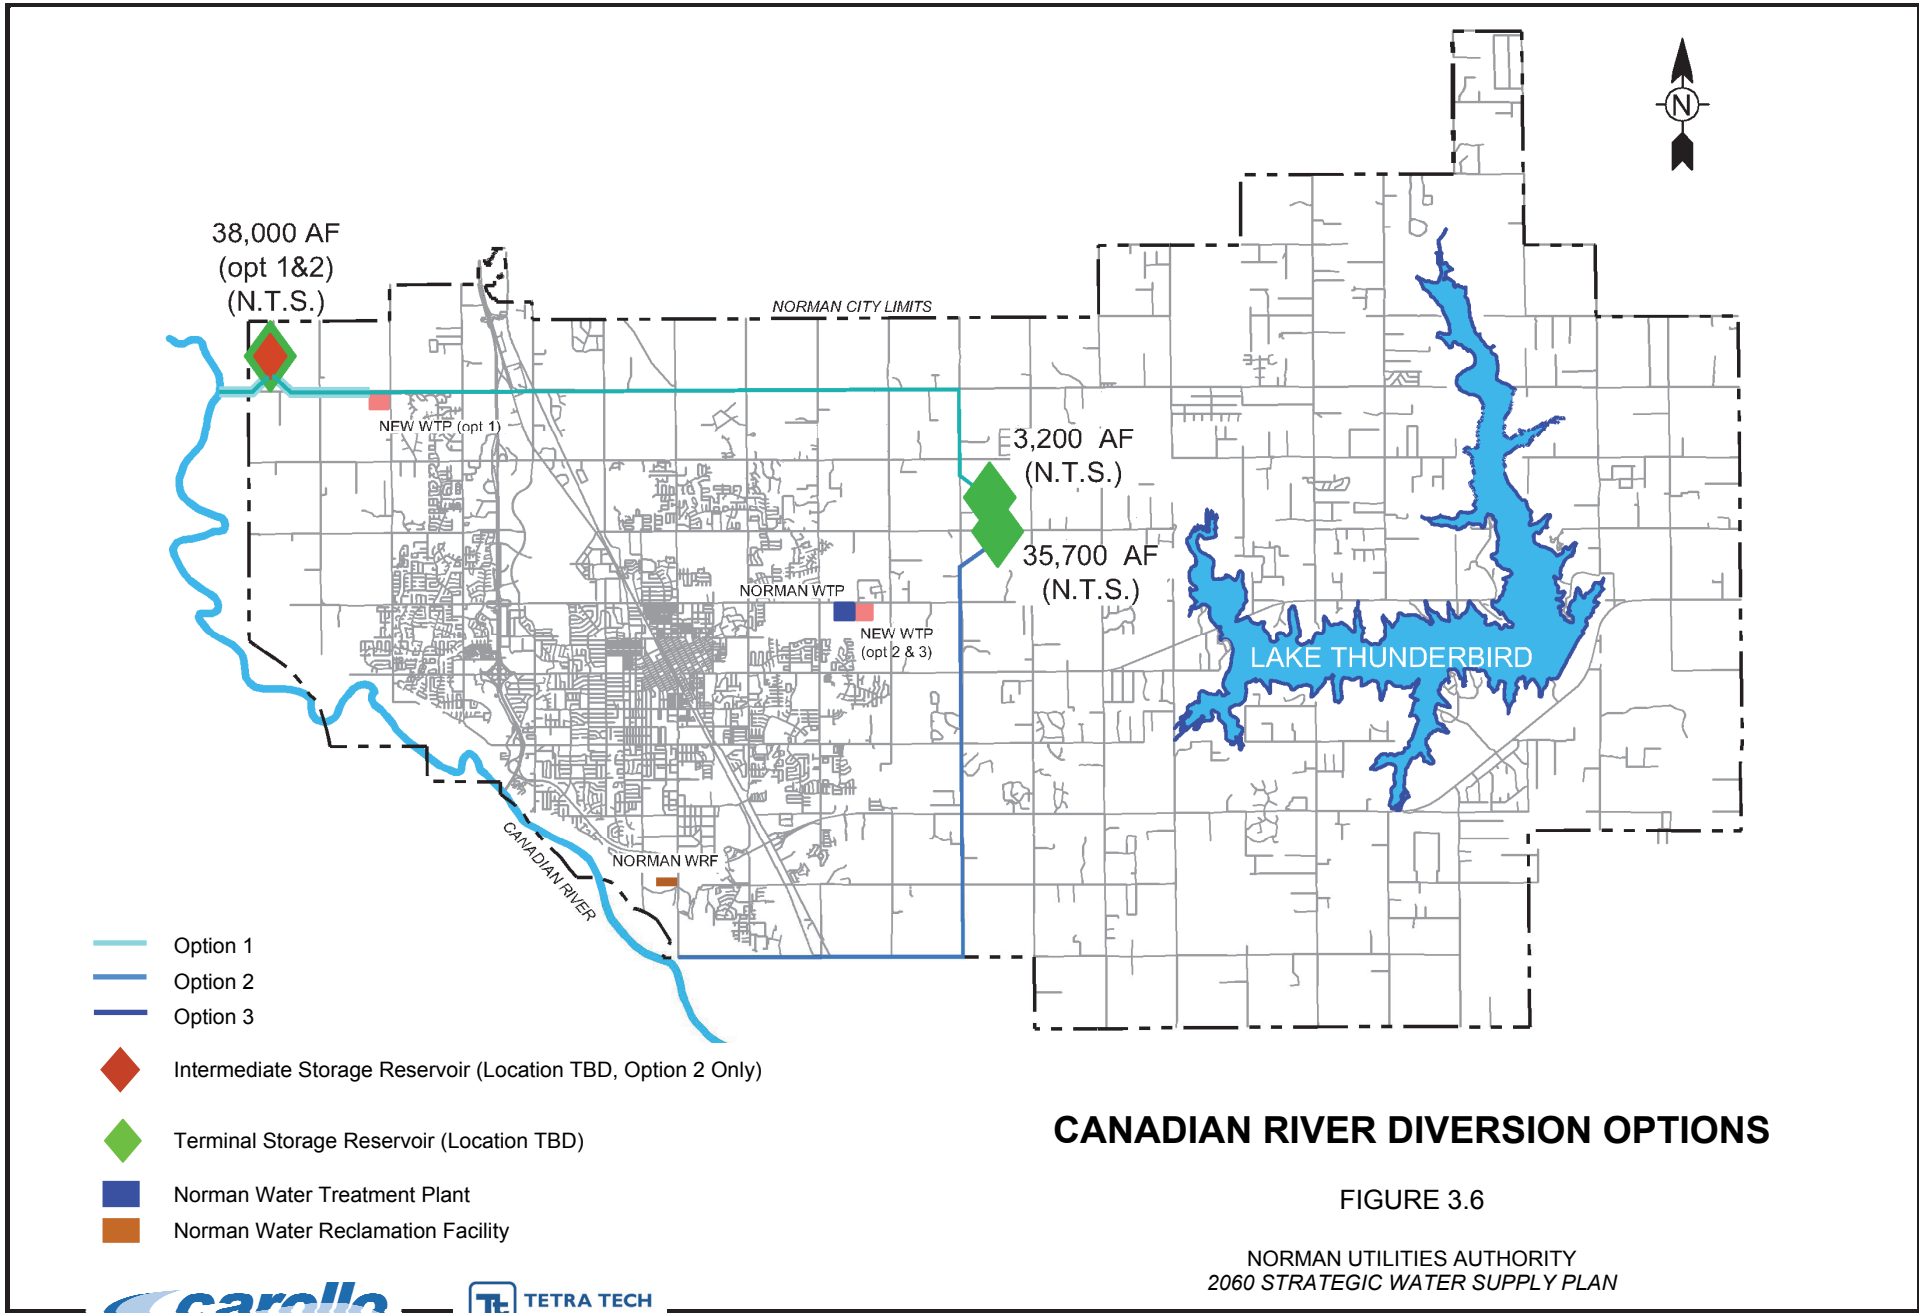 N
38,000 AF
(opt 1&2)
(N.T.S.)
NORMAN CITY LIMITS
NEW WTP (opt 1)
3,200 AF
(N.T.S.)
35,700 AF
(N.T.S.)
NORMAN WTP
NEW WTP
(opt 2 & 3)
LAKE THUNDERBIRD
CANADIAN RIVER
NORMAN WRF
Option 1
Option 2
Option 3
Intermediate Storage Reservoir (Location TBD, Option 2 Only)
Terminal Storage Reservoir (Location TBD)
Norman Water Treatment Plant
Norman Water Reclamation Facility
CANADIAN RIVER DIVERSION OPTIONS
FIGURE 3.6
NORMAN UTILITIES AUTHORITY
2060 STRATEGIC WATER SUPPLY PLAN
carollo
Tt TETRA TECH